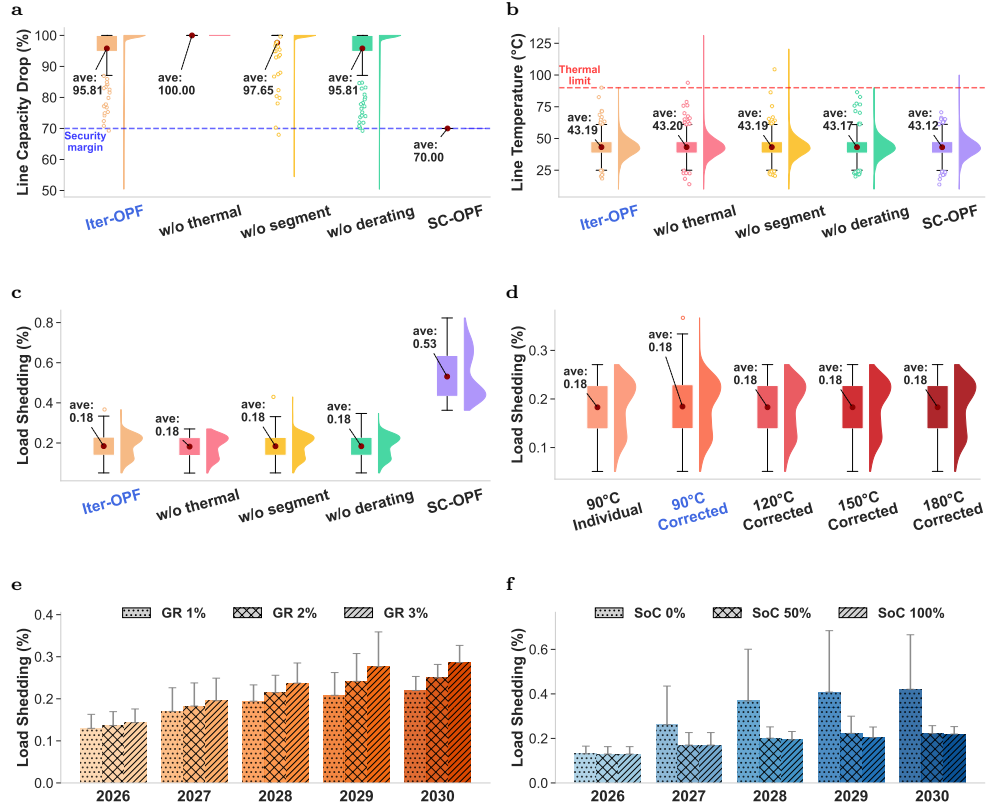 a
Line Capacity Drop (%)
100
90
80
70
60
50
ave:
95.81
ave:
100.00
ave:
97.65
ave:
95.81
ave:
70.00
Security
margin
Iter-OPF
w/o thermal
w/o segment
w/o derating
SC-OPF
b
Line Temperature (°C)
125
100
75
50
25
Thermal
limit
ave:
43.19
ave:
43.20
ave:
43.19
ave:
43.17
ave:
43.12
Iter-OPF
w/o thermal
w/o segment
w/o derating
SC-OPF
c
Load Shedding (%)
0.8
0.6
0.4
0.2
ave:
0.18
ave:
0.18
ave:
0.18
ave:
0.18
ave:
0.53
Iter-OPF
w/o thermal
w/o segment
w/o derating
SC-OPF
d
Load Shedding (%)
0.3
0.2
0.1
ave:
0.18
ave:
0.18
ave:
0.18
ave:
0.18
ave:
0.18
90°C
Individual
90°C
Corrected
120°C
Corrected
150°C
Corrected
180°C
Corrected
e
Load Shedding (%)
0.4
0.3
0.2
0.1
0.0
GR 1% GR 2% GR 3%
2026 2027 2028 2029 2030
f
Load Shedding (%)
0.6
0.4
0.2
0.0
SoC 0% SoC 50% SoC 100%
2026 2027 2028 2029 2030